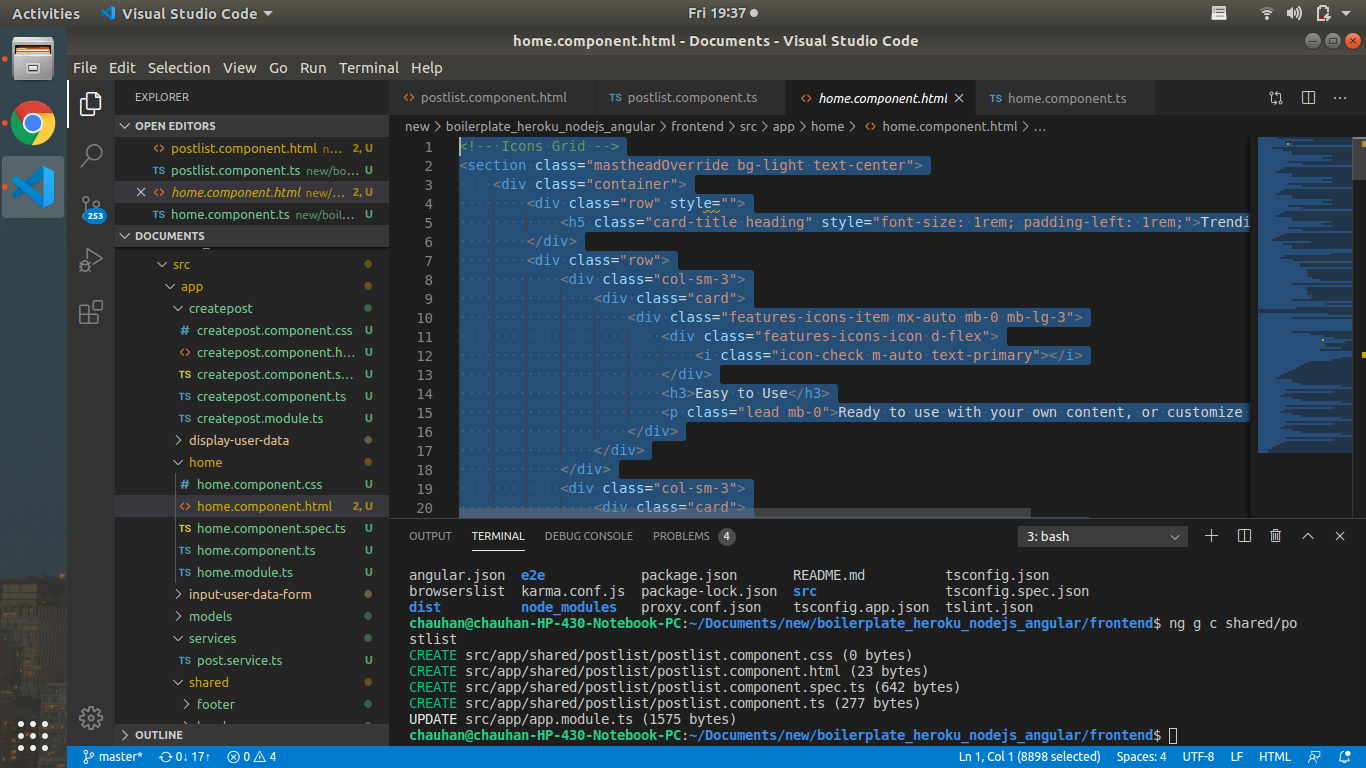 Activities Visual Studio Code Fri 19:37
home.component.html - Documents - Visual Studio Code
File Edit Selection View Go Run Terminal Help
EXPLORER
OPEN EDITORS
postlist.component.html n... 2, U
postlist.component.ts new/bo... U
home.component.html new/... 2, U
home.component.ts new/boil... U
DOCUMENTS
src
app
createpost
# createpost.component.css U
createpost.component.h... U
TS createpost.component.s... U
TS createpost.component.ts U
TS createpost.module.ts U
display-user-data
home
# home.component.css U
home.component.html 2, U
TS home.component.spec.ts U
TS home.component.ts U
TS home.module.ts U
input-user-data-form
models
services
TS post.service.ts U
shared
footer
OUTLINE
253
postlist.component.html TS postlist.component.ts home.component.html TS home.component.ts
new > boilerplate_heroku_nodejs_angular > frontend > src > app > home > home.component.html > ...
1 <!-- Icons Grid -->
2 <section class="mastheadOverride bg-light text-center">
3 <div class="container">
4 <div class="row" style="">
5 <h5 class="card-title heading" style="font-size: 1rem; padding-left: 1rem;">Trendi
6 </div>
7 <div class="row">
8 <div class="col-sm-3">
9 <div class="card">
10 <div class="features-icons-item mx-auto mb-0 mb-lg-3">
11 <div class="features-icons-icon d-flex">
12 <i class="icon-check m-auto text-primary"></i>
13 </div>
14 <h3>Easy to Use</h3>
15 <p class="lead mb-0">Ready to use with your own content, or customize
16 </div>
17 </div>
18 </div>
19 <div class="col-sm-3">
20 <div class="card">
OUTPUT TERMINAL DEBUG CONSOLE PROBLEMS 4 3: bash
angular.json e2e package.json README.md tsconfig.json
browserslist karma.conf.js package-lock.json src tsconfig.spec.json
dist node_modules proxy.conf.json tsconfig.app.json tslint.json
chauhan@chauhan-HP-430-Notebook-PC:~/Documents/new/boilerplate_heroku_nodejs_angular/frontend$ ng g c shared/po
stlist
CREATE src/app/shared/postlist/postlist.component.css (0 bytes)
CREATE src/app/shared/postlist/postlist.component.html (23 bytes)
CREATE src/app/shared/postlist/postlist.component.spec.ts (642 bytes)
CREATE src/app/shared/postlist/postlist.component.ts (277 bytes)
UPDATE src/app/app.module.ts (1575 bytes)
chauhan@chauhan-HP-430-Notebook-PC:~/Documents/new/boilerplate_heroku_nodejs_angular/frontend$
master* 0↓ 17↑ 0 4 Ln 1, Col 1 (8898 selected) Spaces: 4 UTF-8 LF HTML